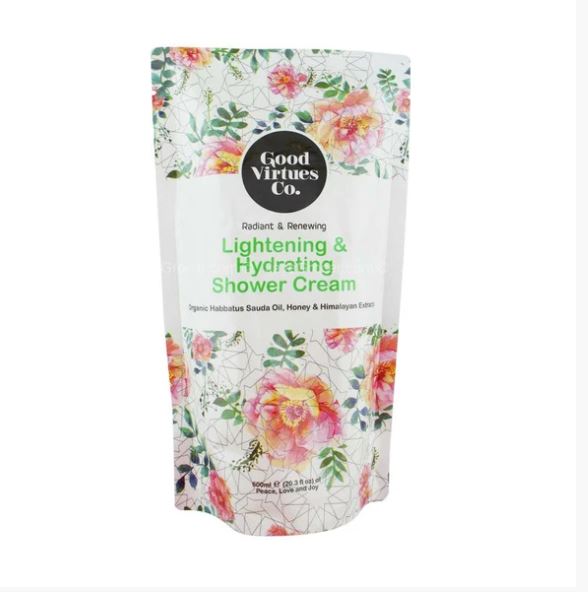 Good
Virtues
Co.
Radiant & Renewing
Lightening &
Hydrating
Shower Cream
Organic Habbatus Sauda Oil, Honey & Himalayan Extract
600ml ℮ (20.3 fl oz) of
Peace, Love and Joy